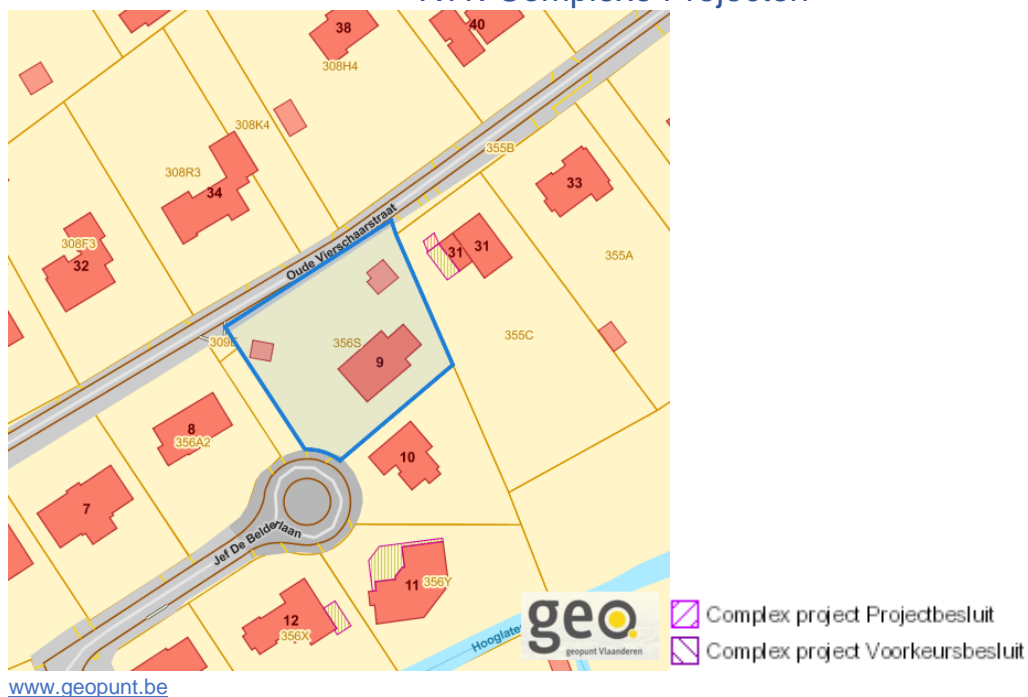 38
40
308H4
308K4
355B
308R3
34
33
Oude Vierschaarstraat
308F3
32
31
31
355A
356S
355C
9
8
356A2
10
7
Jef De Belderlaan
11
356Y
12
356X
geo
geopunt Vlaanderen
Complex project Projectbesluit
Complex project Voorkeursbesluit
www.geopunt.be